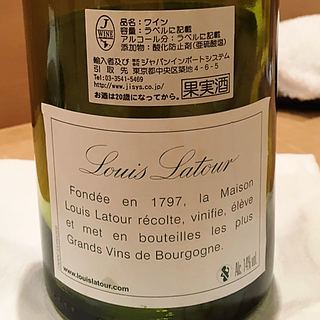 J
WINE
品名:ワイン
容量:ラベルに記載
アルコール分:ラベルに記載
添加物:酸化防止剤(亜硫酸塩)
輸入者及び 株式会社 ジャパンインポートシステム
引取先 東京都中央区築地4-6-5
Tel.03-3541-5469
www.jisys.co.jp
お酒は20歳になってから。
果実酒
Louis Latour
Fondée en 1797, la Maison
Louis Latour récolte, vinifie, élève
et met en bouteilles les plus
Grands Vins de Bourgogne.
www.louislatour.com
Alc. 14% vol.